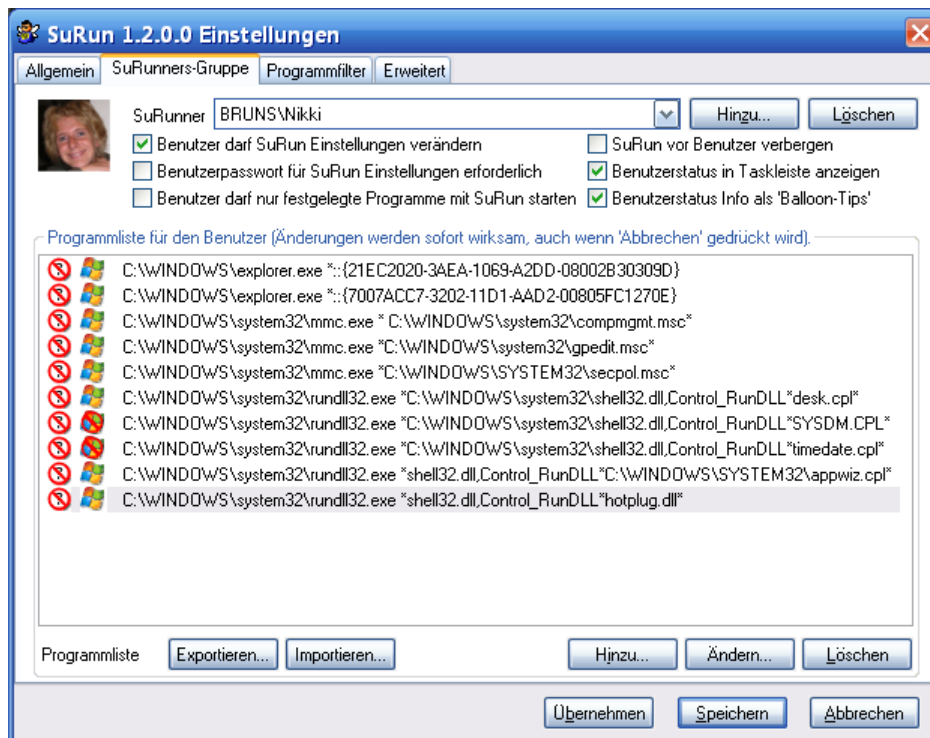 SuRun 1.2.0.0 Einstellungen
Allgemein SuRunners-Gruppe Programmfilter Erweitert
SuRunner BRUNS\Nikki Hinzu... Löschen
Benutzer darf SuRun Einstellungen verändern SuRun vor Benutzer verbergen
Benutzerpasswort für SuRun Einstellungen erforderlich Benutzerstatus in Taskleiste anzeigen
Benutzer darf nur festgelegte Programme mit SuRun starten Benutzerstatus Info als 'Balloon-Tips'
Programmliste für den Benutzer (Änderungen werden sofort wirksam, auch wenn 'Abbrechen' gedrückt wird).
C:\WINDOWS\explorer.exe *::{21EC2020-3AEA-1069-A2DD-08002B30309D}
C:\WINDOWS\explorer.exe *::{7007ACC7-3202-11D1-AAD2-00805FC1270E}
C:\WINDOWS\system32\mmc.exe * C:\WINDOWS\system32\compmgmt.msc*
C:\WINDOWS\system32\mmc.exe *C:\WINDOWS\system32\gpedit.msc*
C:\WINDOWS\system32\mmc.exe *C:\WINDOWS\SYSTEM32\secpol.msc*
C:\WINDOWS\system32\rundll32.exe *C:\WINDOWS\system32\shell32.dll,Control_RunDLL*desk.cpl*
C:\WINDOWS\system32\rundll32.exe *C:\WINDOWS\system32\shell32.dll,Control_RunDLL*SYSDM.CPL*
C:\WINDOWS\system32\rundll32.exe *C:\WINDOWS\system32\shell32.dll,Control_RunDLL*timedate.cpl*
C:\WINDOWS\system32\rundll32.exe *shell32.dll,Control_RunDLL*C:\WINDOWS\SYSTEM32\appwiz.cpl*
C:\WINDOWS\system32\rundll32.exe *shell32.dll,Control_RunDLL*hotplug.dll*
Programmliste Exportieren... Importieren... Hinzu... Ändern... Löschen
Übernehmen Speichern Abbrechen